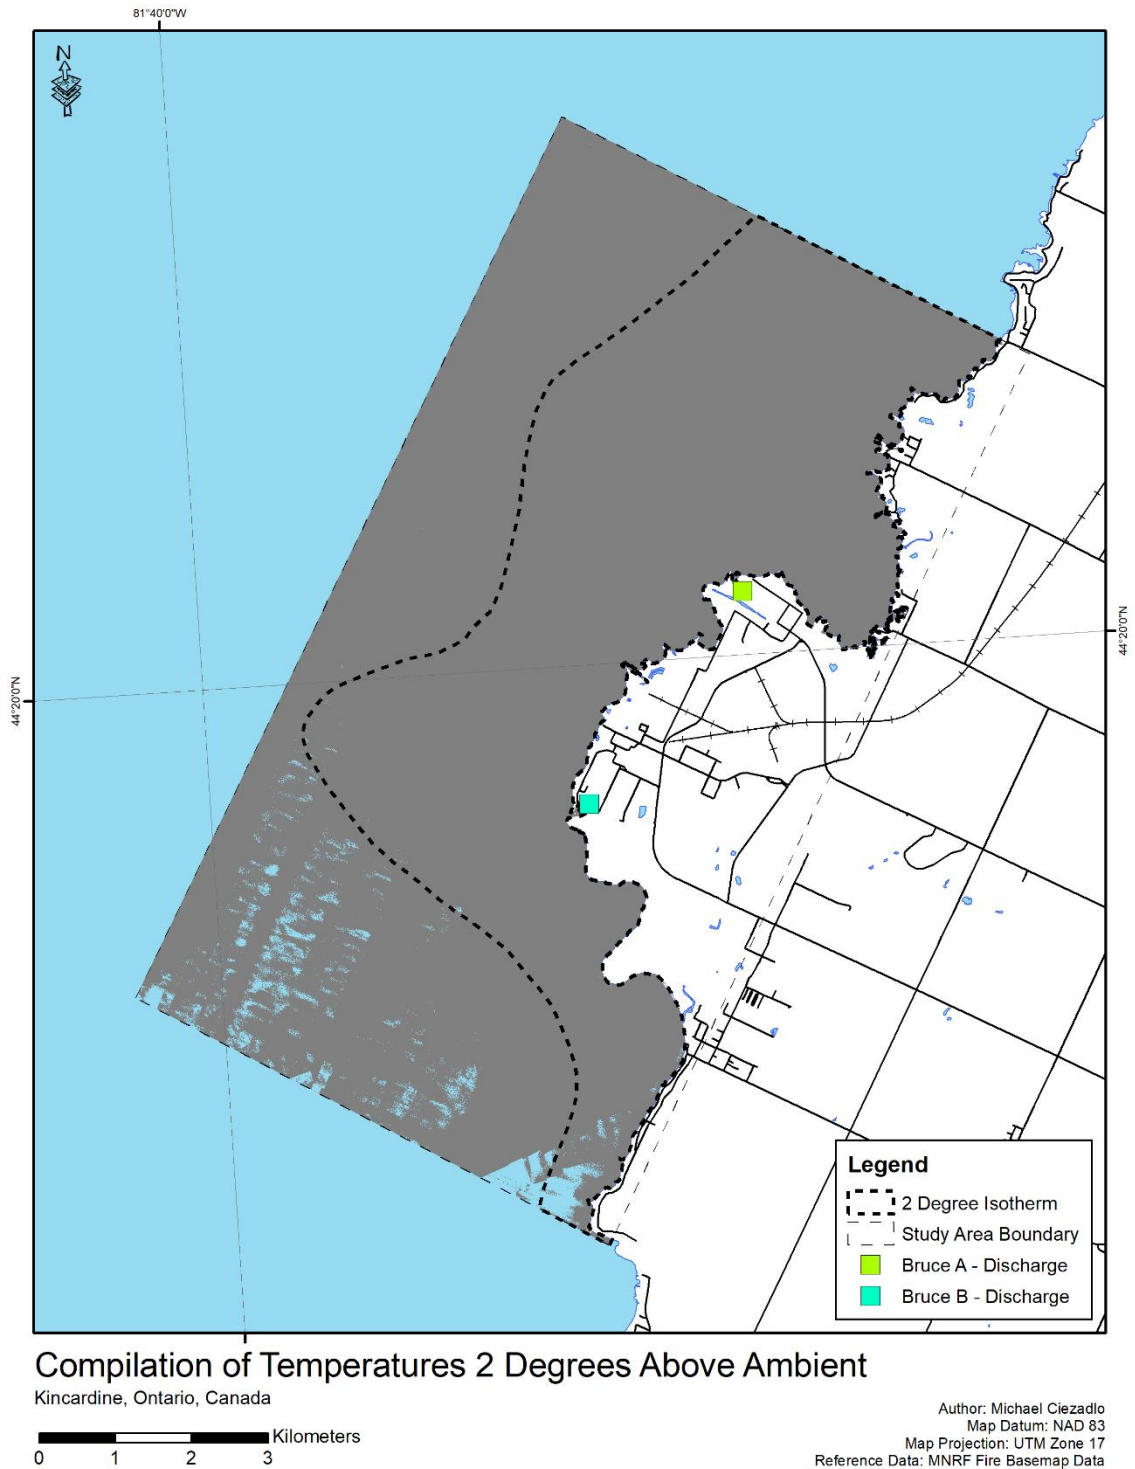 81°40'0"W
N
44°20'0"N
44°20'0"N
Legend
2 Degree Isotherm
Study Area Boundary
Bruce A - Discharge
Bruce B - Discharge
Compilation of Temperatures 2 Degrees Above Ambient
Kincardine, Ontario, Canada
Kilometers
0 1 2 3
Author: Michael Ciezadlo
Map Datum: NAD 83
Map Projection: UTM Zone 17
Reference Data: MNRF Fire Basemap Data